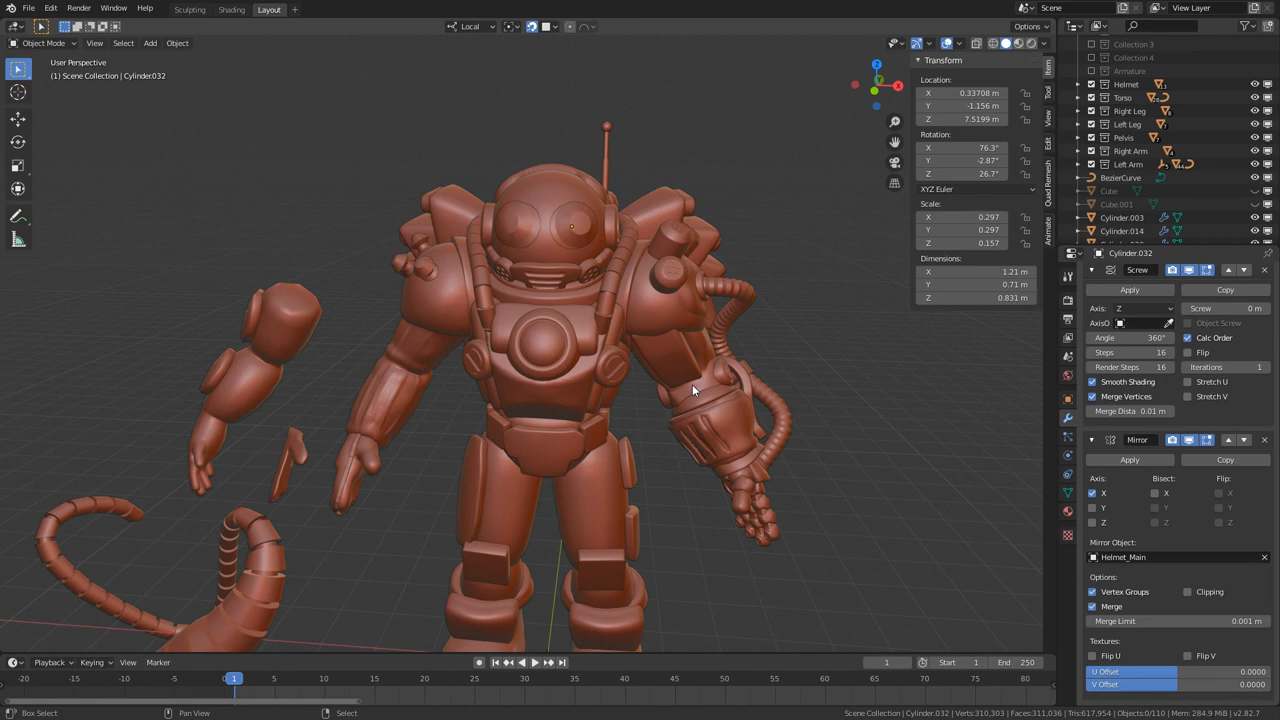 File Edit Render Window Help Sculpting Shading Layout + Scene View Layer
Local Options
Object Mode View Select Add Object
User Perspective
(1) Scene Collection | Cylinder.032
Z
X
Transform
Location:
X 0.33708 m
Y -1.156 m
Z 7.5199 m
Rotation:
X 76.3°
Y -2.87°
Z 26.7°
XYZ Euler
Scale:
X 0.297
Y 0.297
Z 0.157
Dimensions:
X 1.21 m
Y 0.71 m
Z 0.831 m
Item
Tool
View
Edit
Quad Remesh
Animate
Collection 3
Collection 4
Armature
Helmet
Torso
Right Leg
Left Leg
Pelvis
Right Arm
Left Arm
BezierCurve
Cube
Cube.001
Cylinder.003
Cylinder.014
Cylinder.032
Screw
Apply Copy
Axis: Z Screw 0 m
AxisO Object Screw
Angle 360° Calc Order
Steps 16 Flip
Render Steps 16 Iterations 1
Smooth Shading Stretch U
Merge Vertices Stretch V
Merge Dista 0.01 m
Mirror
Apply Copy
Axis: Bisect: Flip:
X X X
Y Y Y
Z Z Z
Mirror Object:
Helmet_Main
Options:
Vertex Groups Clipping
Merge
Merge Limit 0.001 m
Textures:
Flip U Flip V
U Offset 0.0000
V Offset 0.0000
Playback Keying View Marker 1 Start 1 End 250
-20 -15 -10 -5 0 1 5 10 15 20 25 30 35 40 45 50 55 60 65 70 75 80
Box Select Pan View Select Scene Collection | Cylinder.032 | Verts:310,303 | Faces:311,036 | Tris:617,954 | Objects:0/110 | Mem: 284.9 MiB | v2.82.7